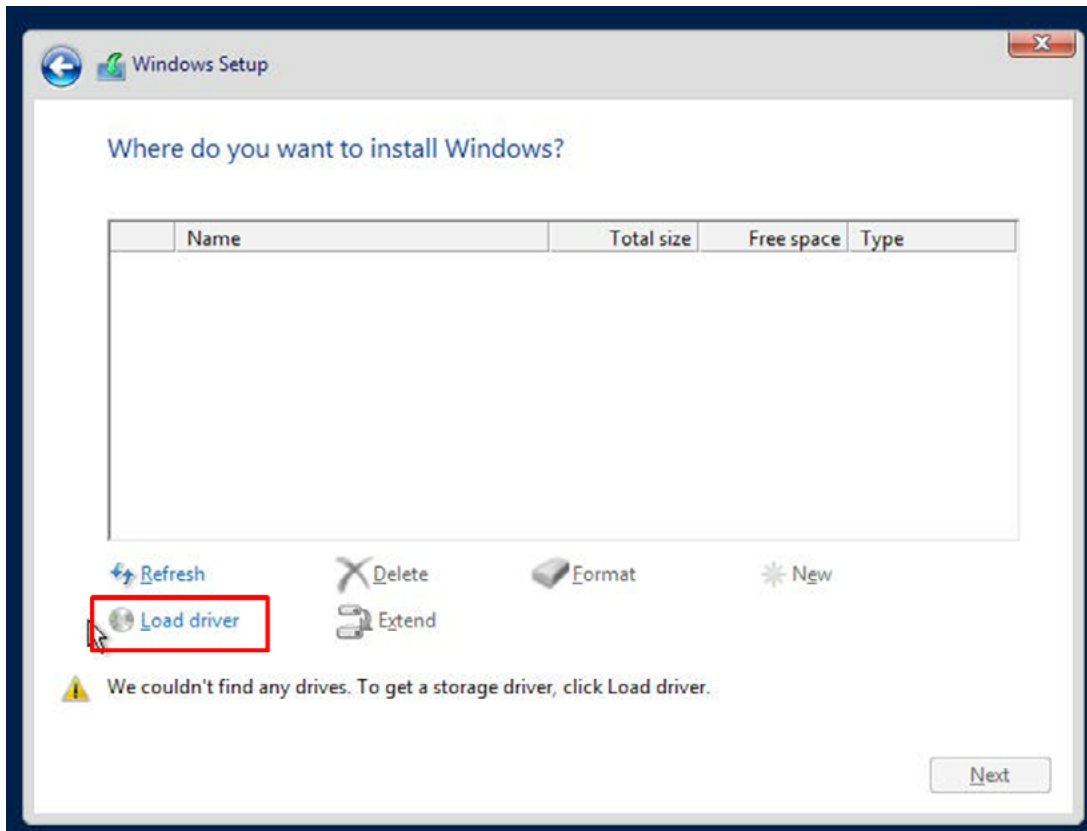 Windows Setup
Where do you want to install Windows?
Name Total size Free space Type
Refresh Delete Format New
Load driver Extend
We couldn't find any drives. To get a storage driver, click Load driver.
Next